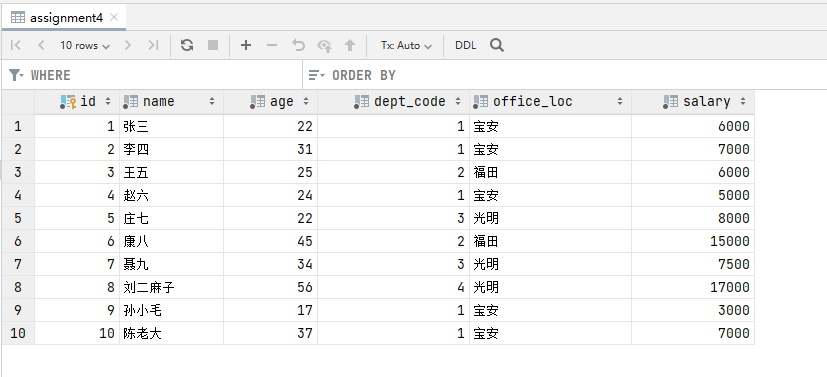 assignment4
10 rows Tx: Auto DDL
WHERE ORDER BY
id name age dept_code office_loc salary
1 1 张三 22 1 宝安 6000
2 2 李四 31 1 宝安 7000
3 3 王五 25 2 福田 6000
4 4 赵六 24 1 宝安 5000
5 5 庄七 22 3 光明 8000
6 6 康八 45 2 福田 15000
7 7 聂九 34 3 光明 7500
8 8 刘二麻子 56 4 光明 17000
9 9 孙小毛 17 1 宝安 3000
10 10 陈老大 37 1 宝安 7000